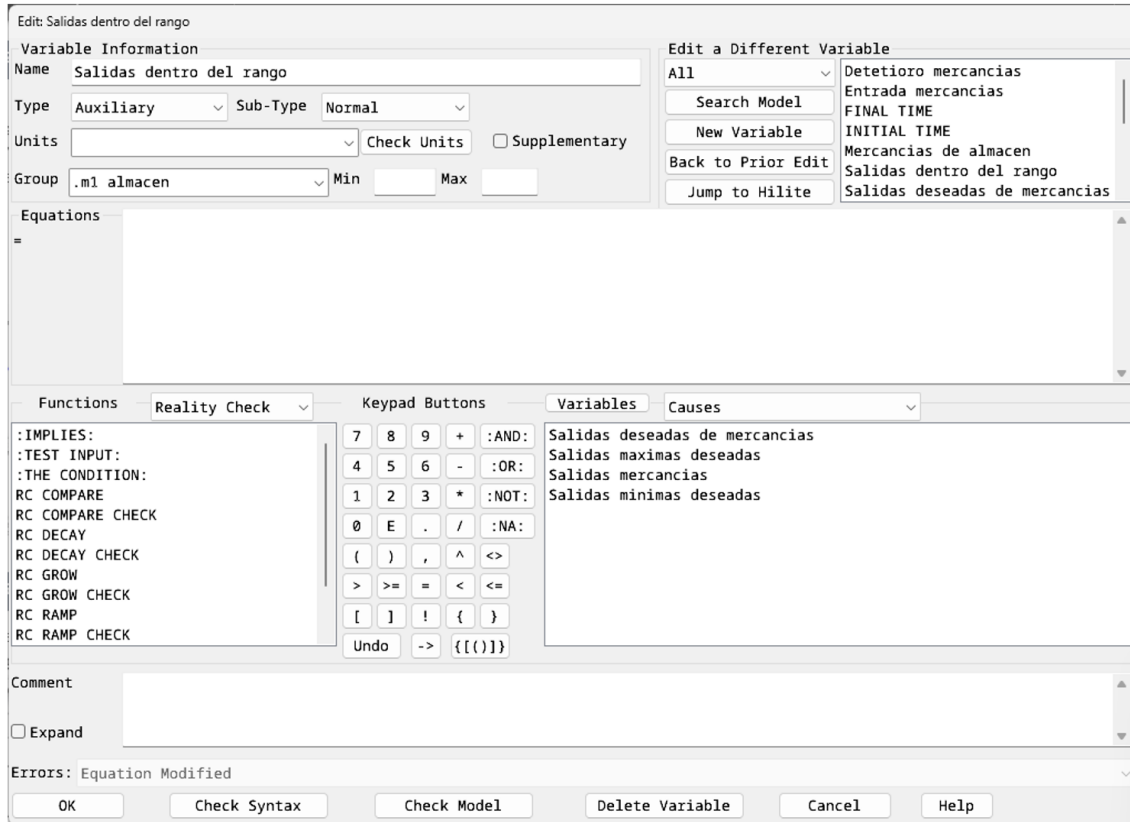 Edit: Salidas dentro del rango
Variable Information
Name Salidas dentro del rango
Type Auxiliary Sub-Type Normal
Units Check Units Supplementary
Group .m1 almacen Min Max
Edit a Different Variable
All
Search Model
New Variable
Back to Prior Edit
Jump to Hilite
Detetioro mercancias
Entrada mercancias
FINAL TIME
INITIAL TIME
Mercancias de almacen
Salidas dentro del rango
Salidas deseadas de mercancias
Equations
=
Functions Reality Check
:IMPLIES:
:TEST INPUT:
:THE CONDITION:
RC COMPARE
RC COMPARE CHECK
RC DECAY
RC DECAY CHECK
RC GROW
RC GROW CHECK
RC RAMP
RC RAMP CHECK
Keypad Buttons
7 8 9 + :AND:
4 5 6 - :OR:
1 2 3 * :NOT:
0 E . / :NA:
( ) , ^ <>
> >= = < <=
[ ] ! { }
Undo -> {[()]}
Variables Causes
Salidas deseadas de mercancias
Salidas maximas deseadas
Salidas mercancias
Salidas minimas deseadas
Comment
Expand
Errors: Equation Modified
OK Check Syntax Check Model Delete Variable Cancel Help